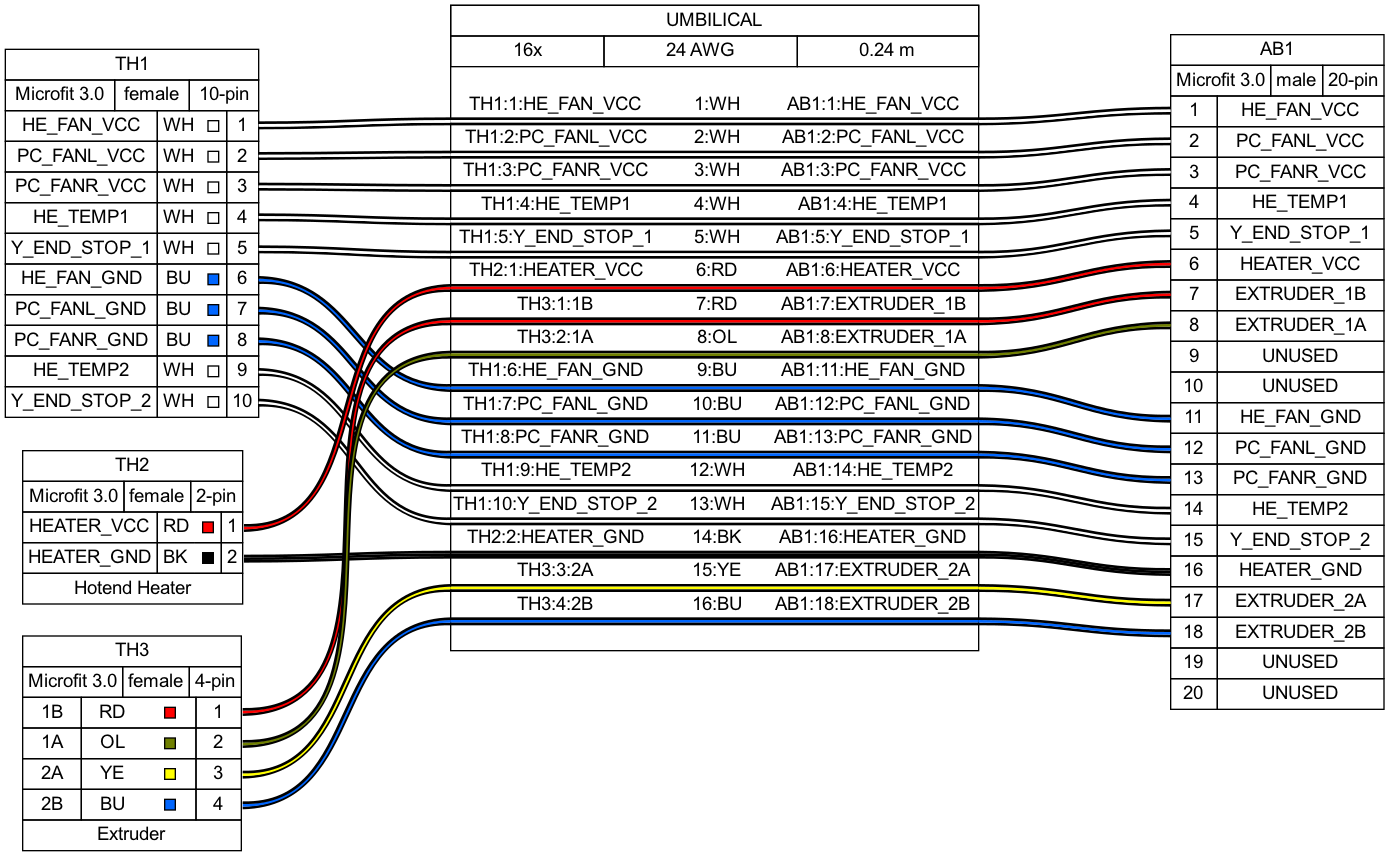 TH1
Microfit 3.0 female 10-pin
HE_FAN_VCC WH 1
PC_FANL_VCC WH 2
PC_FANR_VCC WH 3
HE_TEMP1 WH 4
Y_END_STOP_1 WH 5
HE_FAN_GND BU 6
PC_FANL_GND BU 7
PC_FANR_GND BU 8
HE_TEMP2 WH 9
Y_END_STOP_2 WH 10
TH2
Microfit 3.0 female 2-pin
HEATER_VCC RD 1
HEATER_GND BK 2
Hotend Heater
TH3
Microfit 3.0 female 4-pin
1B RD 1
1A OL 2
2A YE 3
2B BU 4
Extruder
UMBILICAL
16x 24 AWG 0.24 m
TH1:1:HE_FAN_VCC 1:WH AB1:1:HE_FAN_VCC
TH1:2:PC_FANL_VCC 2:WH AB1:2:PC_FANL_VCC
TH1:3:PC_FANR_VCC 3:WH AB1:3:PC_FANR_VCC
TH1:4:HE_TEMP1 4:WH AB1:4:HE_TEMP1
TH1:5:Y_END_STOP_1 5:WH AB1:5:Y_END_STOP_1
TH2:1:HEATER_VCC 6:RD AB1:6:HEATER_VCC
TH3:1:1B 7:RD AB1:7:EXTRUDER_1B
TH3:2:1A 8:OL AB1:8:EXTRUDER_1A
TH1:6:HE_FAN_GND 9:BU AB1:11:HE_FAN_GND
TH1:7:PC_FANL_GND 10:BU AB1:12:PC_FANL_GND
TH1:8:PC_FANR_GND 11:BU AB1:13:PC_FANR_GND
TH1:9:HE_TEMP2 12:WH AB1:14:HE_TEMP2
TH1:10:Y_END_STOP_2 13:WH AB1:15:Y_END_STOP_2
TH2:2:HEATER_GND 14:BK AB1:16:HEATER_GND
TH3:3:2A 15:YE AB1:17:EXTRUDER_2A
TH3:4:2B 16:BU AB1:18:EXTRUDER_2B
AB1
Microfit 3.0 male 20-pin
1 HE_FAN_VCC
2 PC_FANL_VCC
3 PC_FANR_VCC
4 HE_TEMP1
5 Y_END_STOP_1
6 HEATER_VCC
7 EXTRUDER_1B
8 EXTRUDER_1A
9 UNUSED
10 UNUSED
11 HE_FAN_GND
12 PC_FANL_GND
13 PC_FANR_GND
14 HE_TEMP2
15 Y_END_STOP_2
16 HEATER_GND
17 EXTRUDER_2A
18 EXTRUDER_2B
19 UNUSED
20 UNUSED